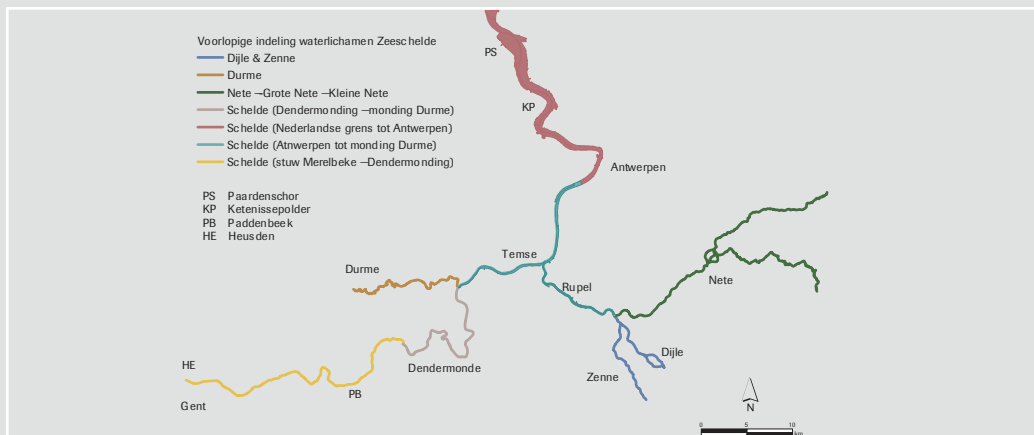 Voorlopige indeling waterlichamen Zeeschelde
Dijle & Zenne
Durme
Nete –Grote Nete –Kleine Nete
Schelde (Dendermonding –monding Durme)
Schelde (Nederlandse grens tot Antwerpen)
Schelde (Atnwerpen tot monding Durme)
Schelde (stuw Merelbeke –Dendermonding)
PS Paardenschor
KP Ketenissepolder
PB Paddenbeek
HE Heusden
PS
KP
Antwerpen
Temse
Durme
Rupel
Nete
Dijle
Dendermonde
Zenne
HE
PB
Gent
N
0 5 10
km